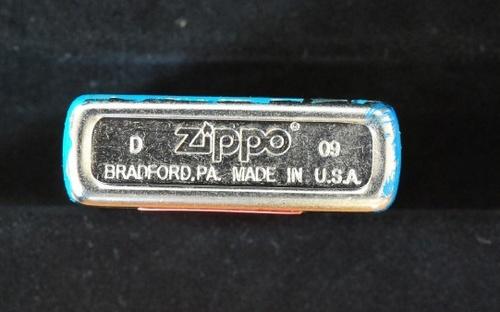 D Zippo® 09
BRADFORD, PA. MADE IN U.S.A.